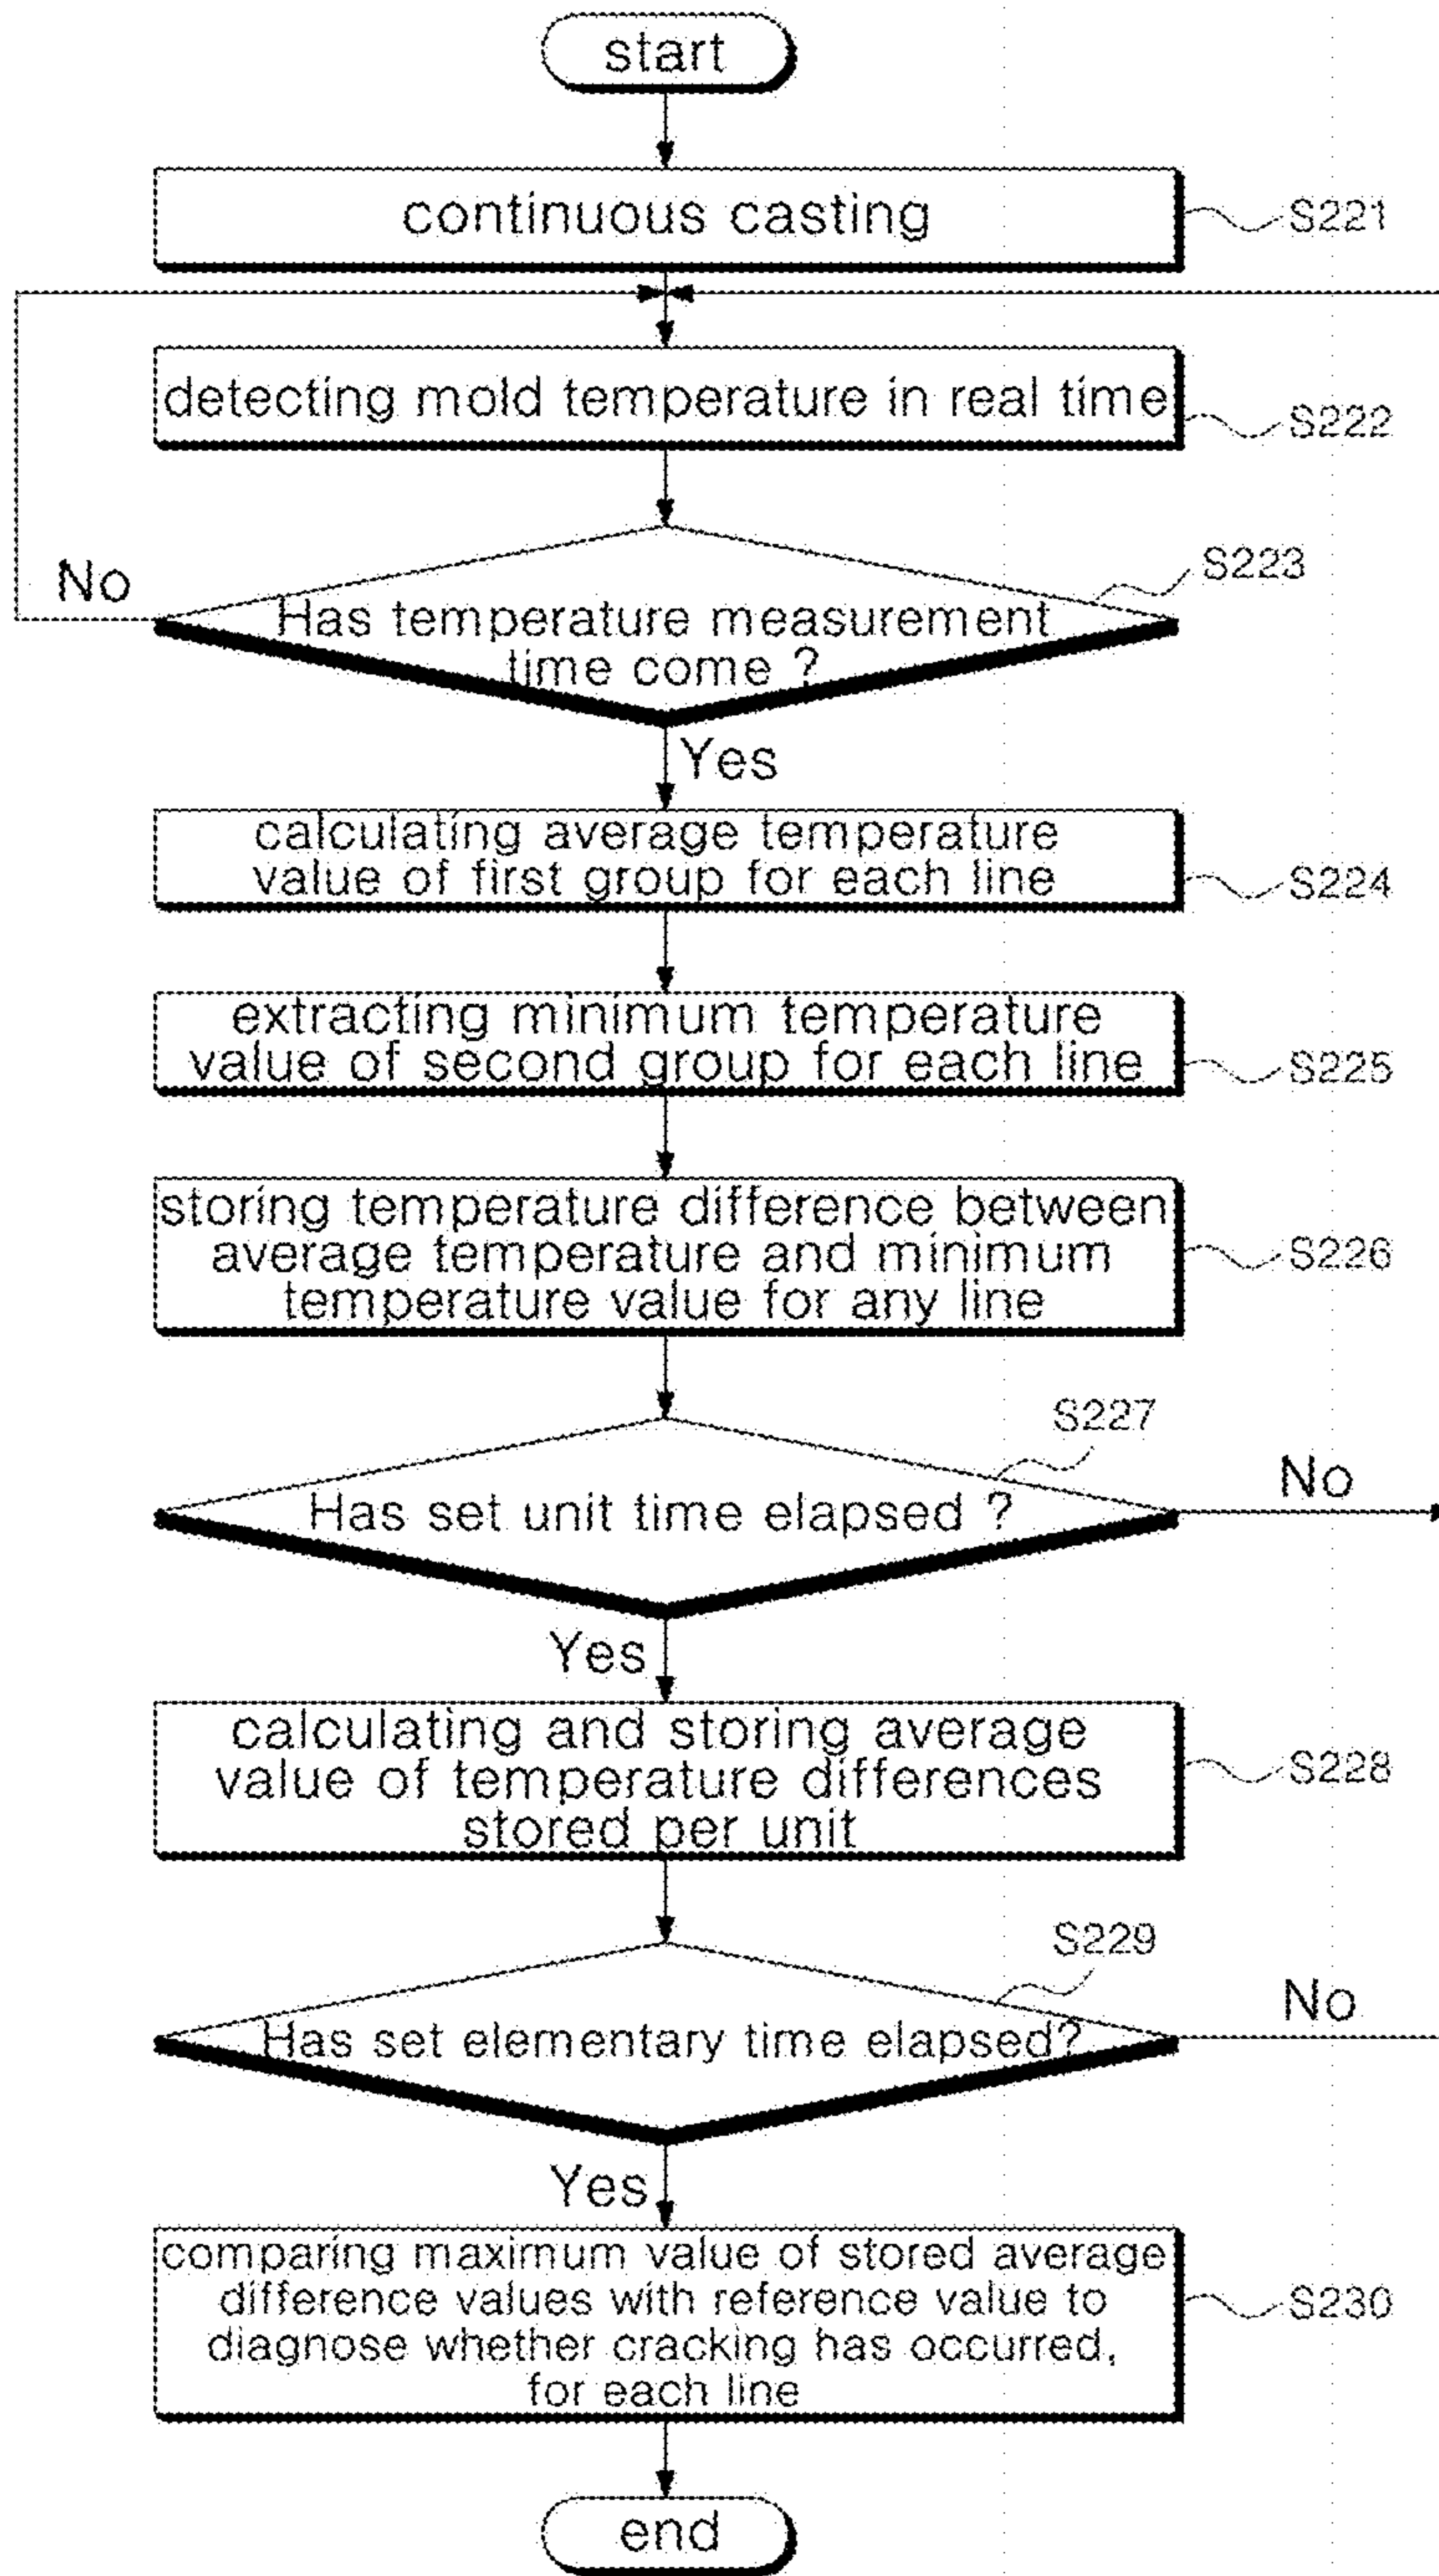 start
continuous casting
S221
detecting mold temperature in real time
S222
No
S223
Has temperature measurement
time come ?
Yes
calculating average temperature
value of first group for each line
S224
extracting minimum temperature
value of second group for each line
S225
storing temperature difference between
average temperature and minimum
temperature value for any line
S226
S227
Has set unit time elapsed ?
No
Yes
calculating and storing average
value of temperature differences
stored per unit
S228
S229
Has set elementary time elapsed?
No
Yes
comparing maximum value of stored average
difference values with reference value to
diagnose whether cracking has occurred,
for each line
S230
end